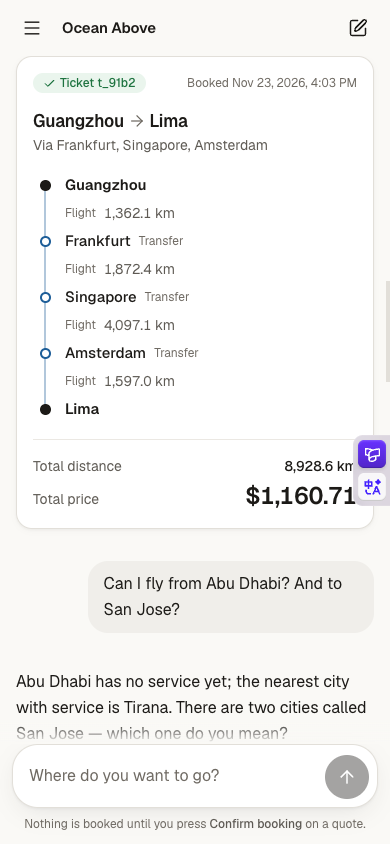 Ocean Above
Ticket t_91b2
Booked Nov 23, 2026, 4:03 PM
Guangzhou → Lima
Via Frankfurt, Singapore, Amsterdam
Guangzhou
Flight 1,362.1 km
Frankfurt Transfer
Flight 1,872.4 km
Singapore Transfer
Flight 4,097.1 km
Amsterdam Transfer
Flight 1,597.0 km
Lima
Total distance 8,928.6 km
Total price $1,160.71
中A
Can I fly from Abu Dhabi? And to
San Jose?
Abu Dhabi has no service yet; the nearest city
with service is Tirana. There are two cities called
San Jose — which one do you mean?
Where do you want to go?
Nothing is booked until you press Confirm booking on a quote.